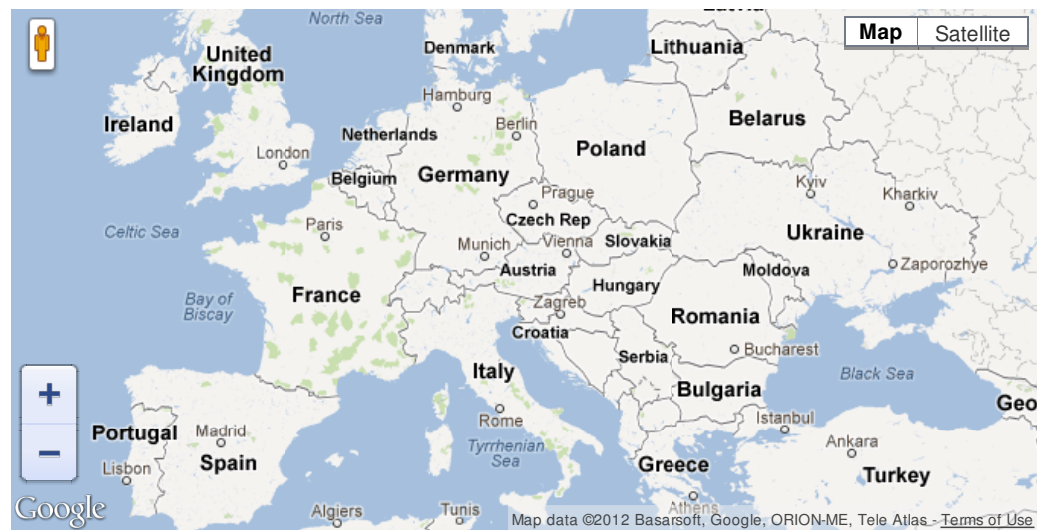 North Sea
Latvia
Map
Satellite
United
Kingdom
Denmark
Lithuania
Hamburg
Ireland
Netherlands
Berlin
Belarus
London
Poland
Belgium
Germany
Kyiv
Kharkiv
Prague
Czech Rep
Paris
Celtic Sea
Munich
Vienna
Slovakia
Ukraine
Austria
Moldova
Zaporozhye
Hungary
France
Bay of
Biscay
Zagreb
Croatia
Romania
Serbia
Bucharest
Italy
Black Sea
Bulgaria
+
Geo
Rome
Istanbul
Portugal
Madrid
Ankara
Tyrrhenian
Sea
−
Lisbon
Spain
Greece
Turkey
Athens
Google
Algiers
Tunis
Map data ©2012 Basarsoft, Google, ORION-ME, Tele Atlas - Terms of Use